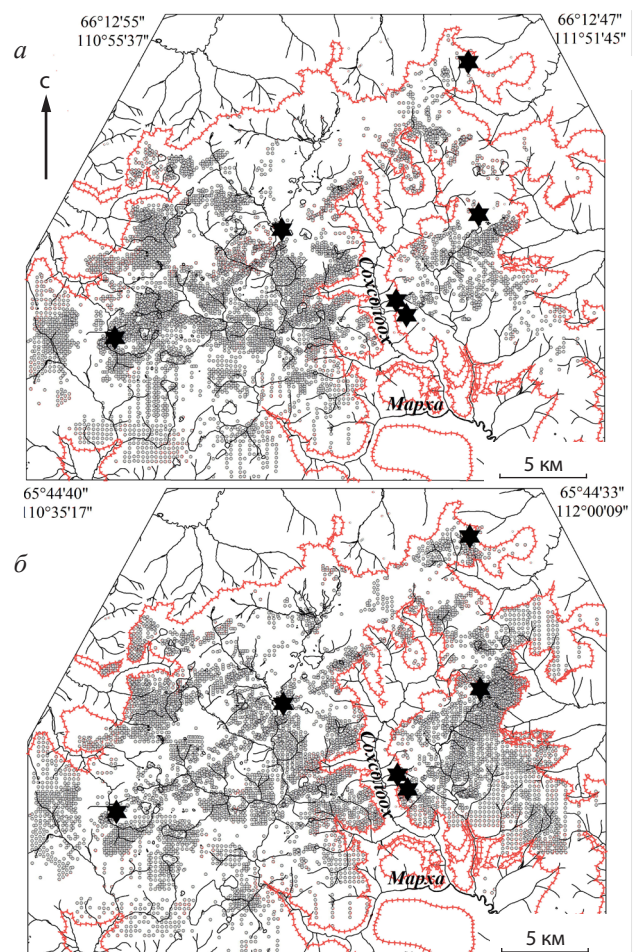 66°12'55"
110°55'37"
66°12'47"
111°51'45"
а
С
Сохсолоох
Марха
5 км
65°44'40"
110°35'17"
65°44'33"
112°00'09"
б
Сохсолоох
Марха
5 км